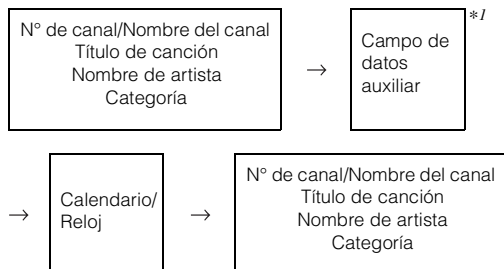 N° de canal/Nombre del canal
Título de canción
Nombre de artista
Categoría
→
Campo de
datos
auxiliar
*1
→
Calendario/
Reloj
→
N° de canal/Nombre del canal
Título de canción
Nombre de artista
Categoría